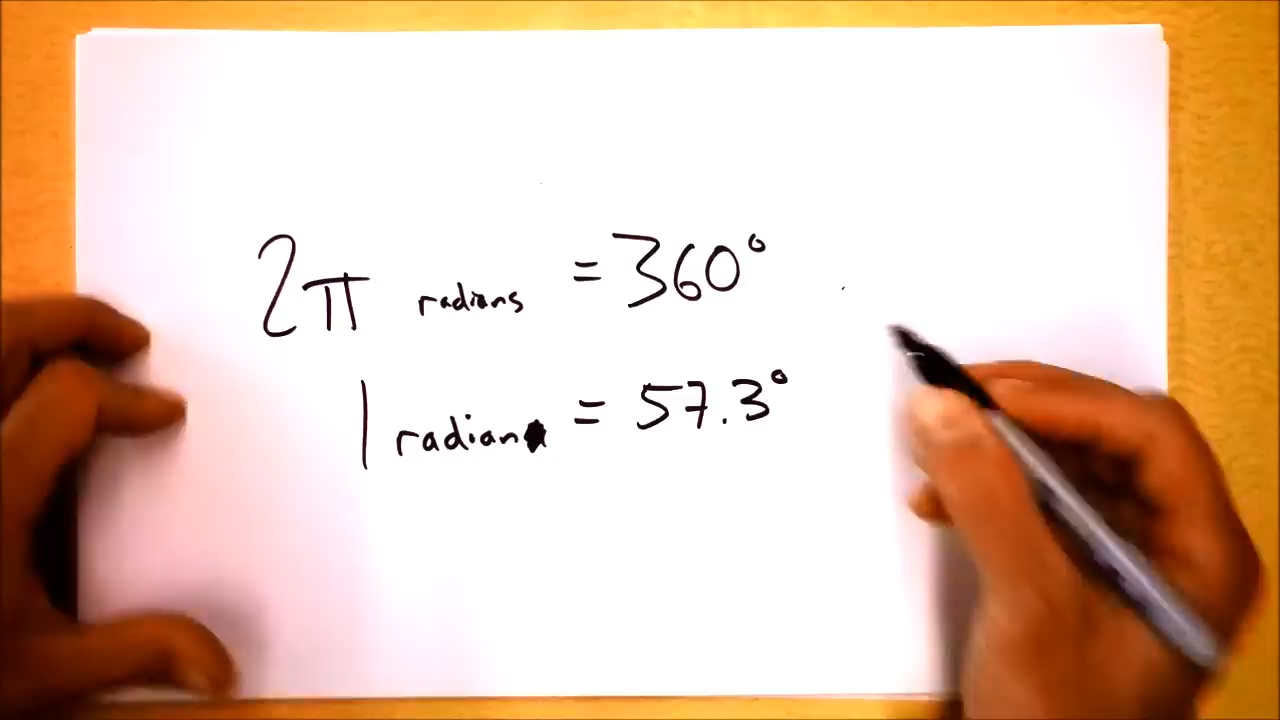 2π radians = 360°
1 radian = 57.3°